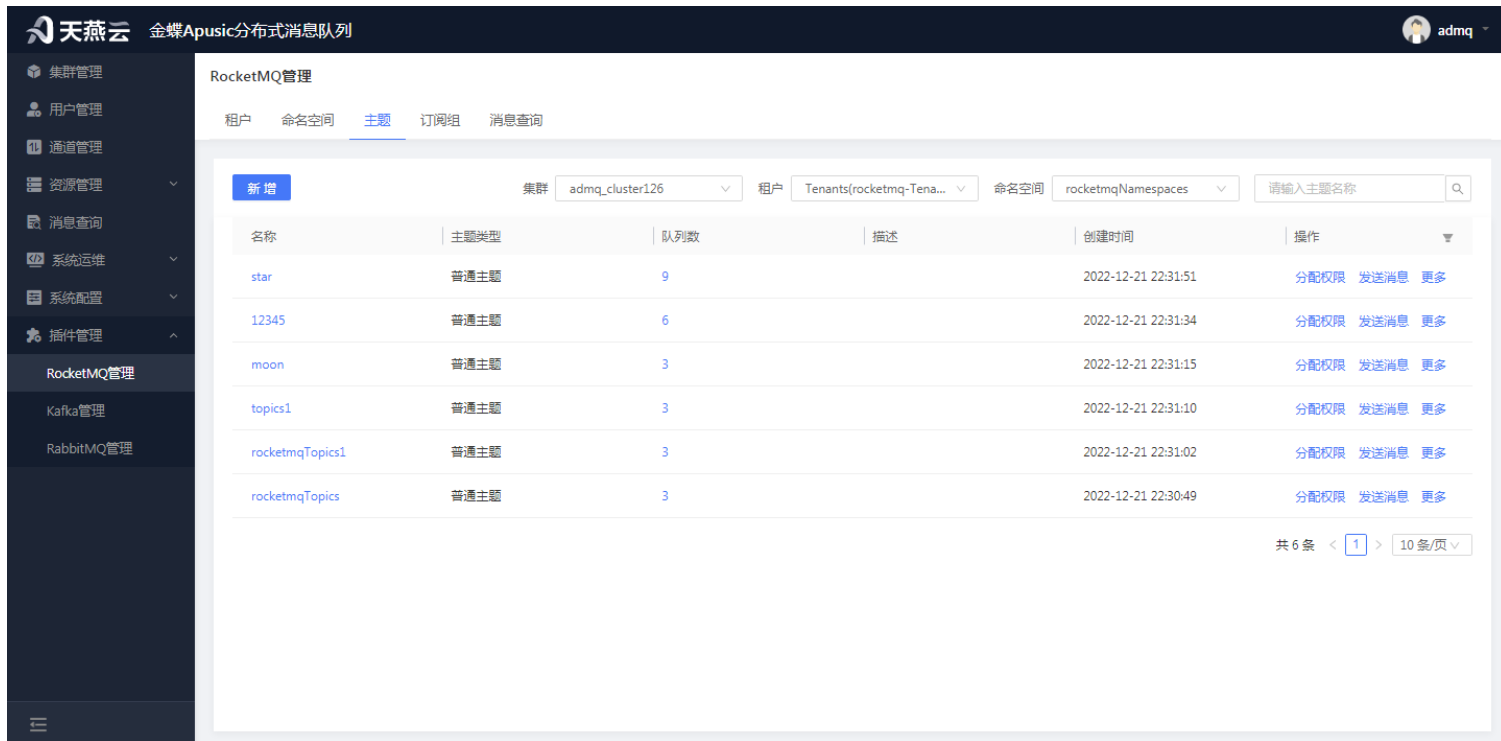 天燕云 金蝶Apusic分布式消息队列 admq
集群管理
用户管理
通道管理
资源管理
消息查询
系统运维
系统配置
插件管理
RocketMQ管理
Kafka管理
RabbitMQ管理
RocketMQ管理
租户 命名空间 主题 订阅组 消息查询
新增 集群 admq_cluster126 租户 Tenants(rocketmq-Tena... 命名空间 rocketmqNamespaces 请输入主题名称
名称 主题类型 队列数 描述 创建时间 操作
star 普通主题 9 2022-12-21 22:31:51 分配权限 发送消息 更多
12345 普通主题 6 2022-12-21 22:31:34 分配权限 发送消息 更多
moon 普通主题 3 2022-12-21 22:31:15 分配权限 发送消息 更多
topics1 普通主题 3 2022-12-21 22:31:10 分配权限 发送消息 更多
rocketmqTopics1 普通主题 3 2022-12-21 22:31:02 分配权限 发送消息 更多
rocketmqTopics 普通主题 3 2022-12-21 22:30:49 分配权限 发送消息 更多
共 6 条 < 1 > 10 条/页